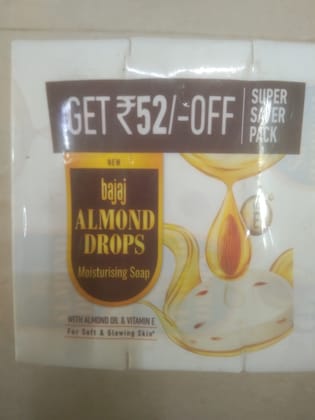 GET ₹52/-OFF
SUPER
SAVER
PACK
NEW
bajaj
ALMOND
DROPS
Moisturising Soap
WITH ALMOND OIL & VITAMIN E
For Soft & Glowing Skin*